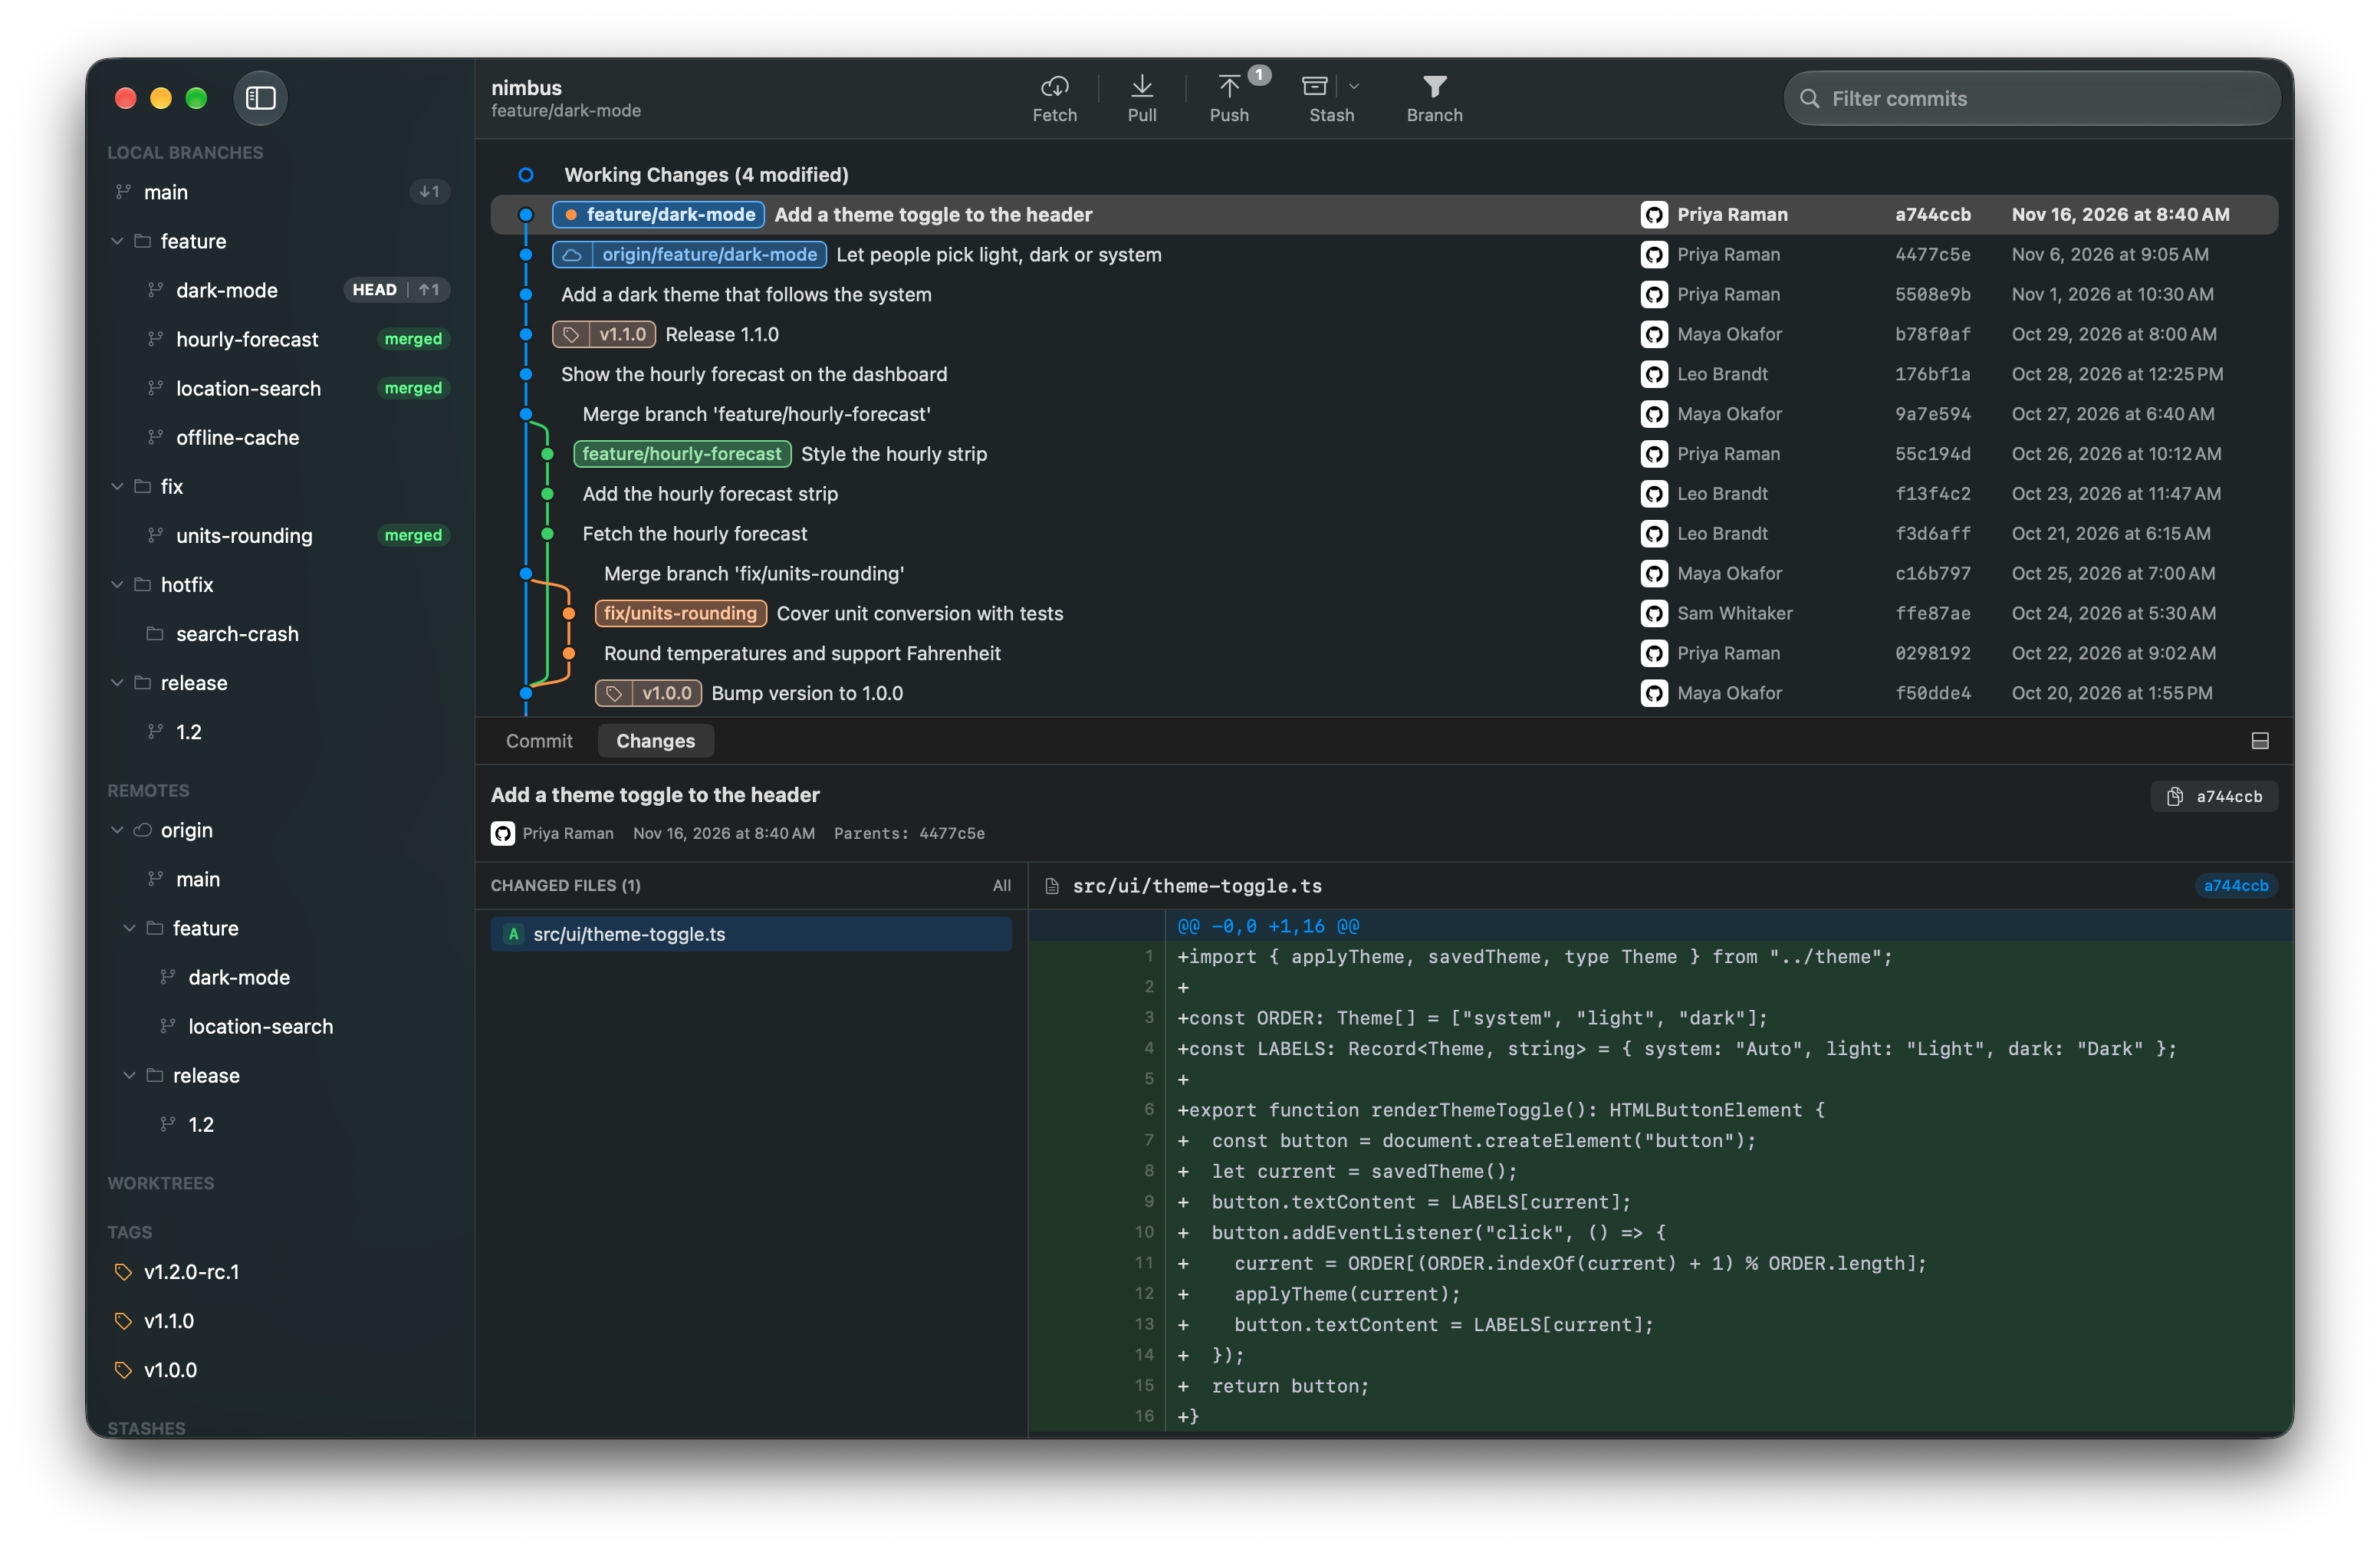 nimbus
feature/dark-mode
Fetch
Pull
Push
1
Stash
Branch
Filter commits
LOCAL BRANCHES
main ↓1
feature
dark-mode HEAD | ↑1
hourly-forecast merged
location-search merged
offline-cache
fix
units-rounding merged
hotfix
search-crash
release
1.2
REMOTES
origin
main
feature
dark-mode
location-search
release
1.2
WORKTREES
TAGS
v1.2.0-rc.1
v1.1.0
v1.0.0
STASHES
Working Changes (4 modified)
feature/dark-mode Add a theme toggle to the header Priya Raman a744ccb Nov 16, 2026 at 8:40 AM
origin/feature/dark-mode Let people pick light, dark or system Priya Raman 4477c5e Nov 6, 2026 at 9:05 AM
Add a dark theme that follows the system Priya Raman 5508e9b Nov 1, 2026 at 10:30 AM
v1.1.0 Release 1.1.0 Maya Okafor b78f0af Oct 29, 2026 at 8:00 AM
Show the hourly forecast on the dashboard Leo Brandt 176bf1a Oct 28, 2026 at 12:25 PM
Merge branch 'feature/hourly-forecast' Maya Okafor 9a7e594 Oct 27, 2026 at 6:40 AM
feature/hourly-forecast Style the hourly strip Priya Raman 55c194d Oct 26, 2026 at 10:12 AM
Add the hourly forecast strip Leo Brandt f13f4c2 Oct 23, 2026 at 11:47 AM
Fetch the hourly forecast Leo Brandt f3d6aff Oct 21, 2026 at 6:15 AM
Merge branch 'fix/units-rounding' Maya Okafor c16b797 Oct 25, 2026 at 7:00 AM
fix/units-rounding Cover unit conversion with tests Sam Whitaker ffe87ae Oct 24, 2026 at 5:30 AM
Round temperatures and support Fahrenheit Priya Raman 0298192 Oct 22, 2026 at 9:02 AM
v1.0.0 Bump version to 1.0.0 Maya Okafor f50dde4 Oct 20, 2026 at 1:55 PM
Commit Changes
Add a theme toggle to the header
a744ccb
Priya Raman Nov 16, 2026 at 8:40 AM Parents: 4477c5e
CHANGED FILES (1) All
A src/ui/theme-toggle.ts
src/ui/theme-toggle.ts a744ccb
@@ -0,0 +1,16 @@
1 +import { applyTheme, savedTheme, type Theme } from "../theme";
2 +
3 +const ORDER: Theme[] = ["system", "light", "dark"];
4 +const LABELS: Record<Theme, string> = { system: "Auto", light: "Light", dark: "Dark" };
5 +
6 +export function renderThemeToggle(): HTMLButtonElement {
7 +  const button = document.createElement("button");
8 +  let current = savedTheme();
9 +  button.textContent = LABELS[current];
10 +  button.addEventListener("click", () => {
11 +    current = ORDER[(ORDER.indexOf(current) + 1) % ORDER.length];
12 +    applyTheme(current);
13 +    button.textContent = LABELS[current];
14 +  });
15 +  return button;
16 +}